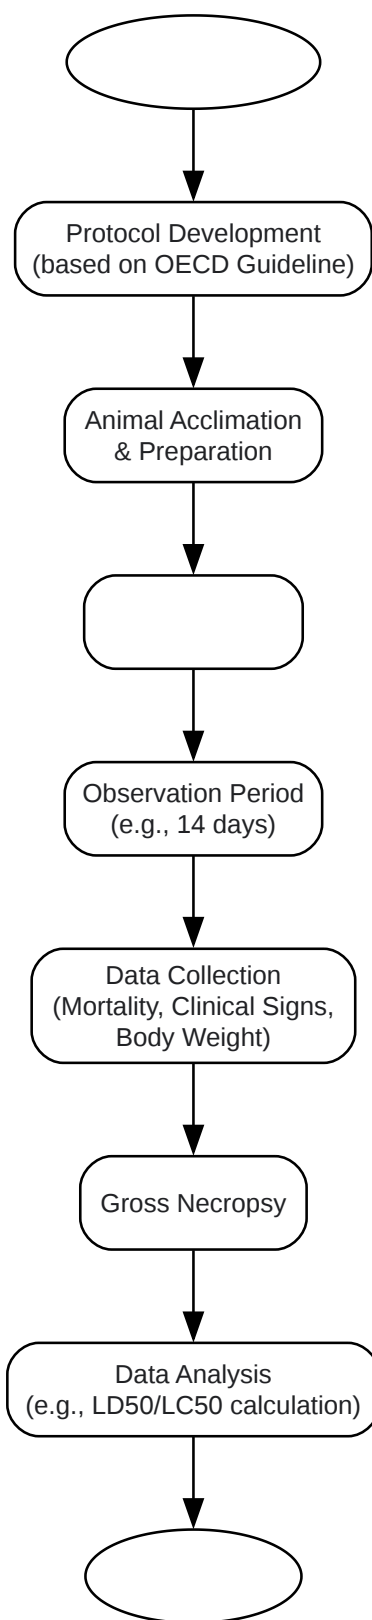 Protocol Development
(based on OECD Guideline)
Animal Acclimation
& Preparation
Observation Period
(e.g., 14 days)
Data Collection
(Mortality, Clinical Signs,
Body Weight)
Gross Necropsy
Data Analysis
(e.g., LD50/LC50 calculation)